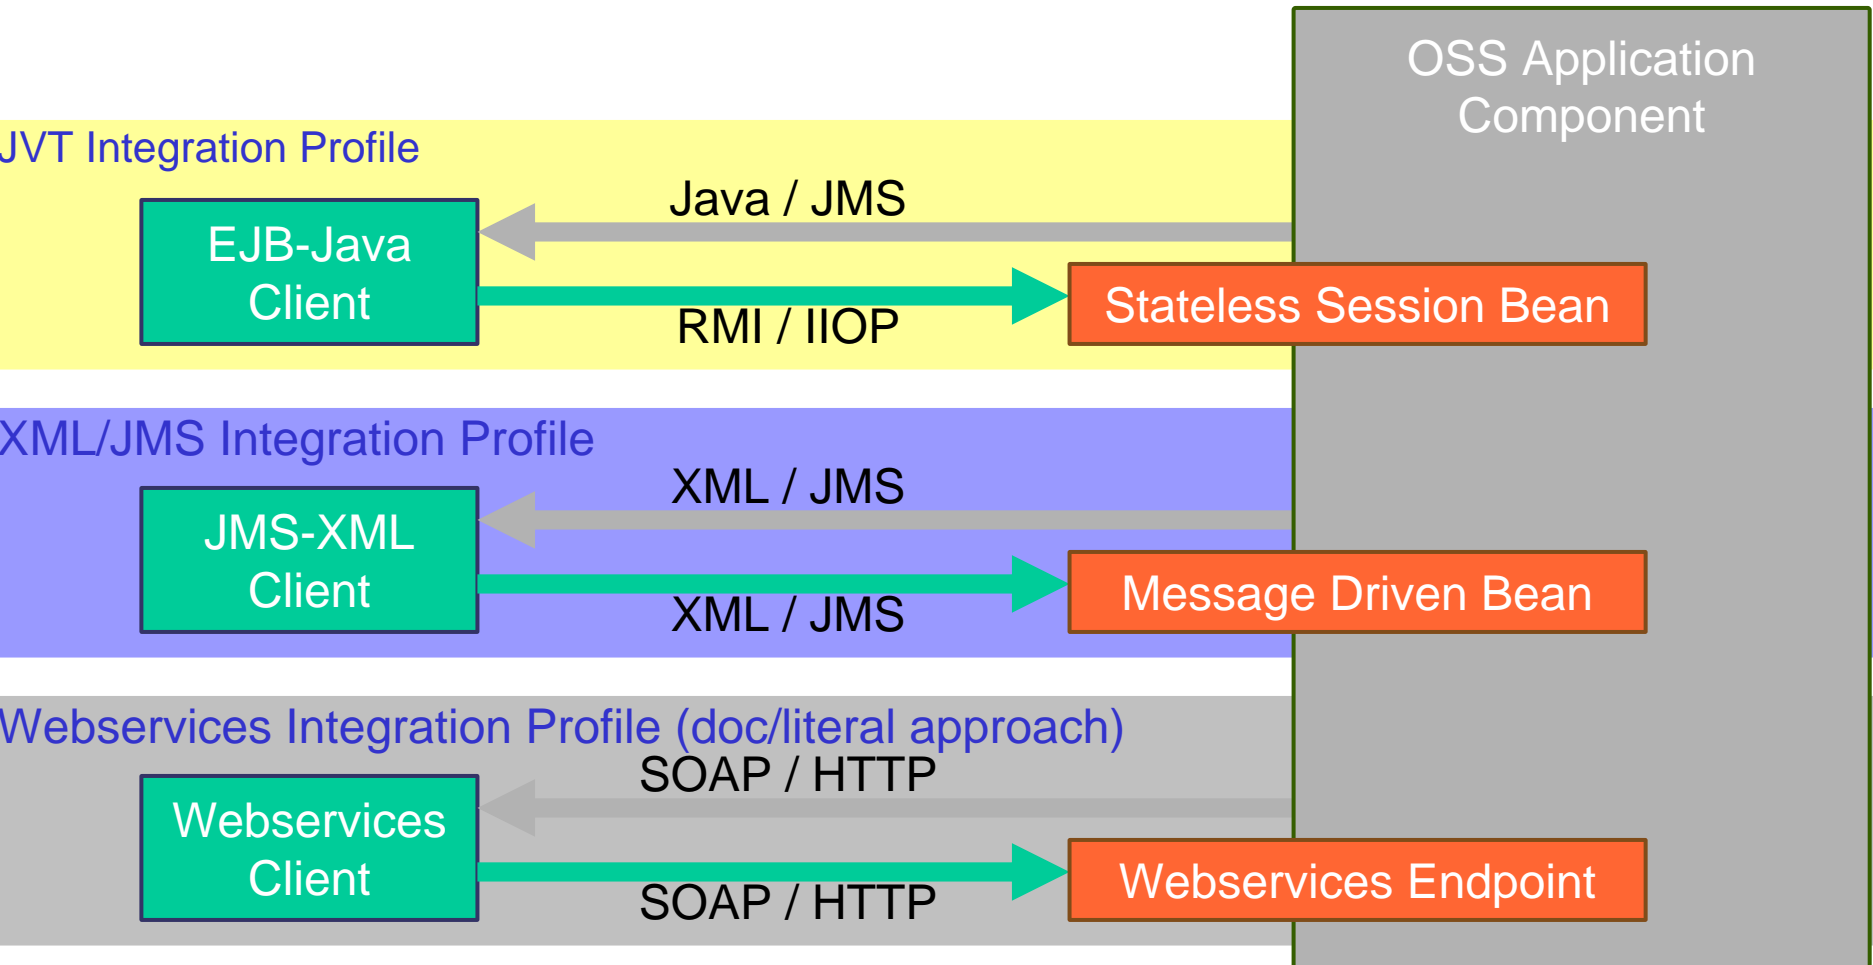 OSS Application
Component
JVT Integration Profile
Java / JMS
EJB-Java
Client
RMI / IIOP
Stateless Session Bean
XML/JMS Integration Profile
XML / JMS
JMS-XML
Client
XML / JMS
Message Driven Bean
Webservices Integration Profile (doc/literal approach)
SOAP / HTTP
Webservices
Client
SOAP / HTTP
Webservices Endpoint